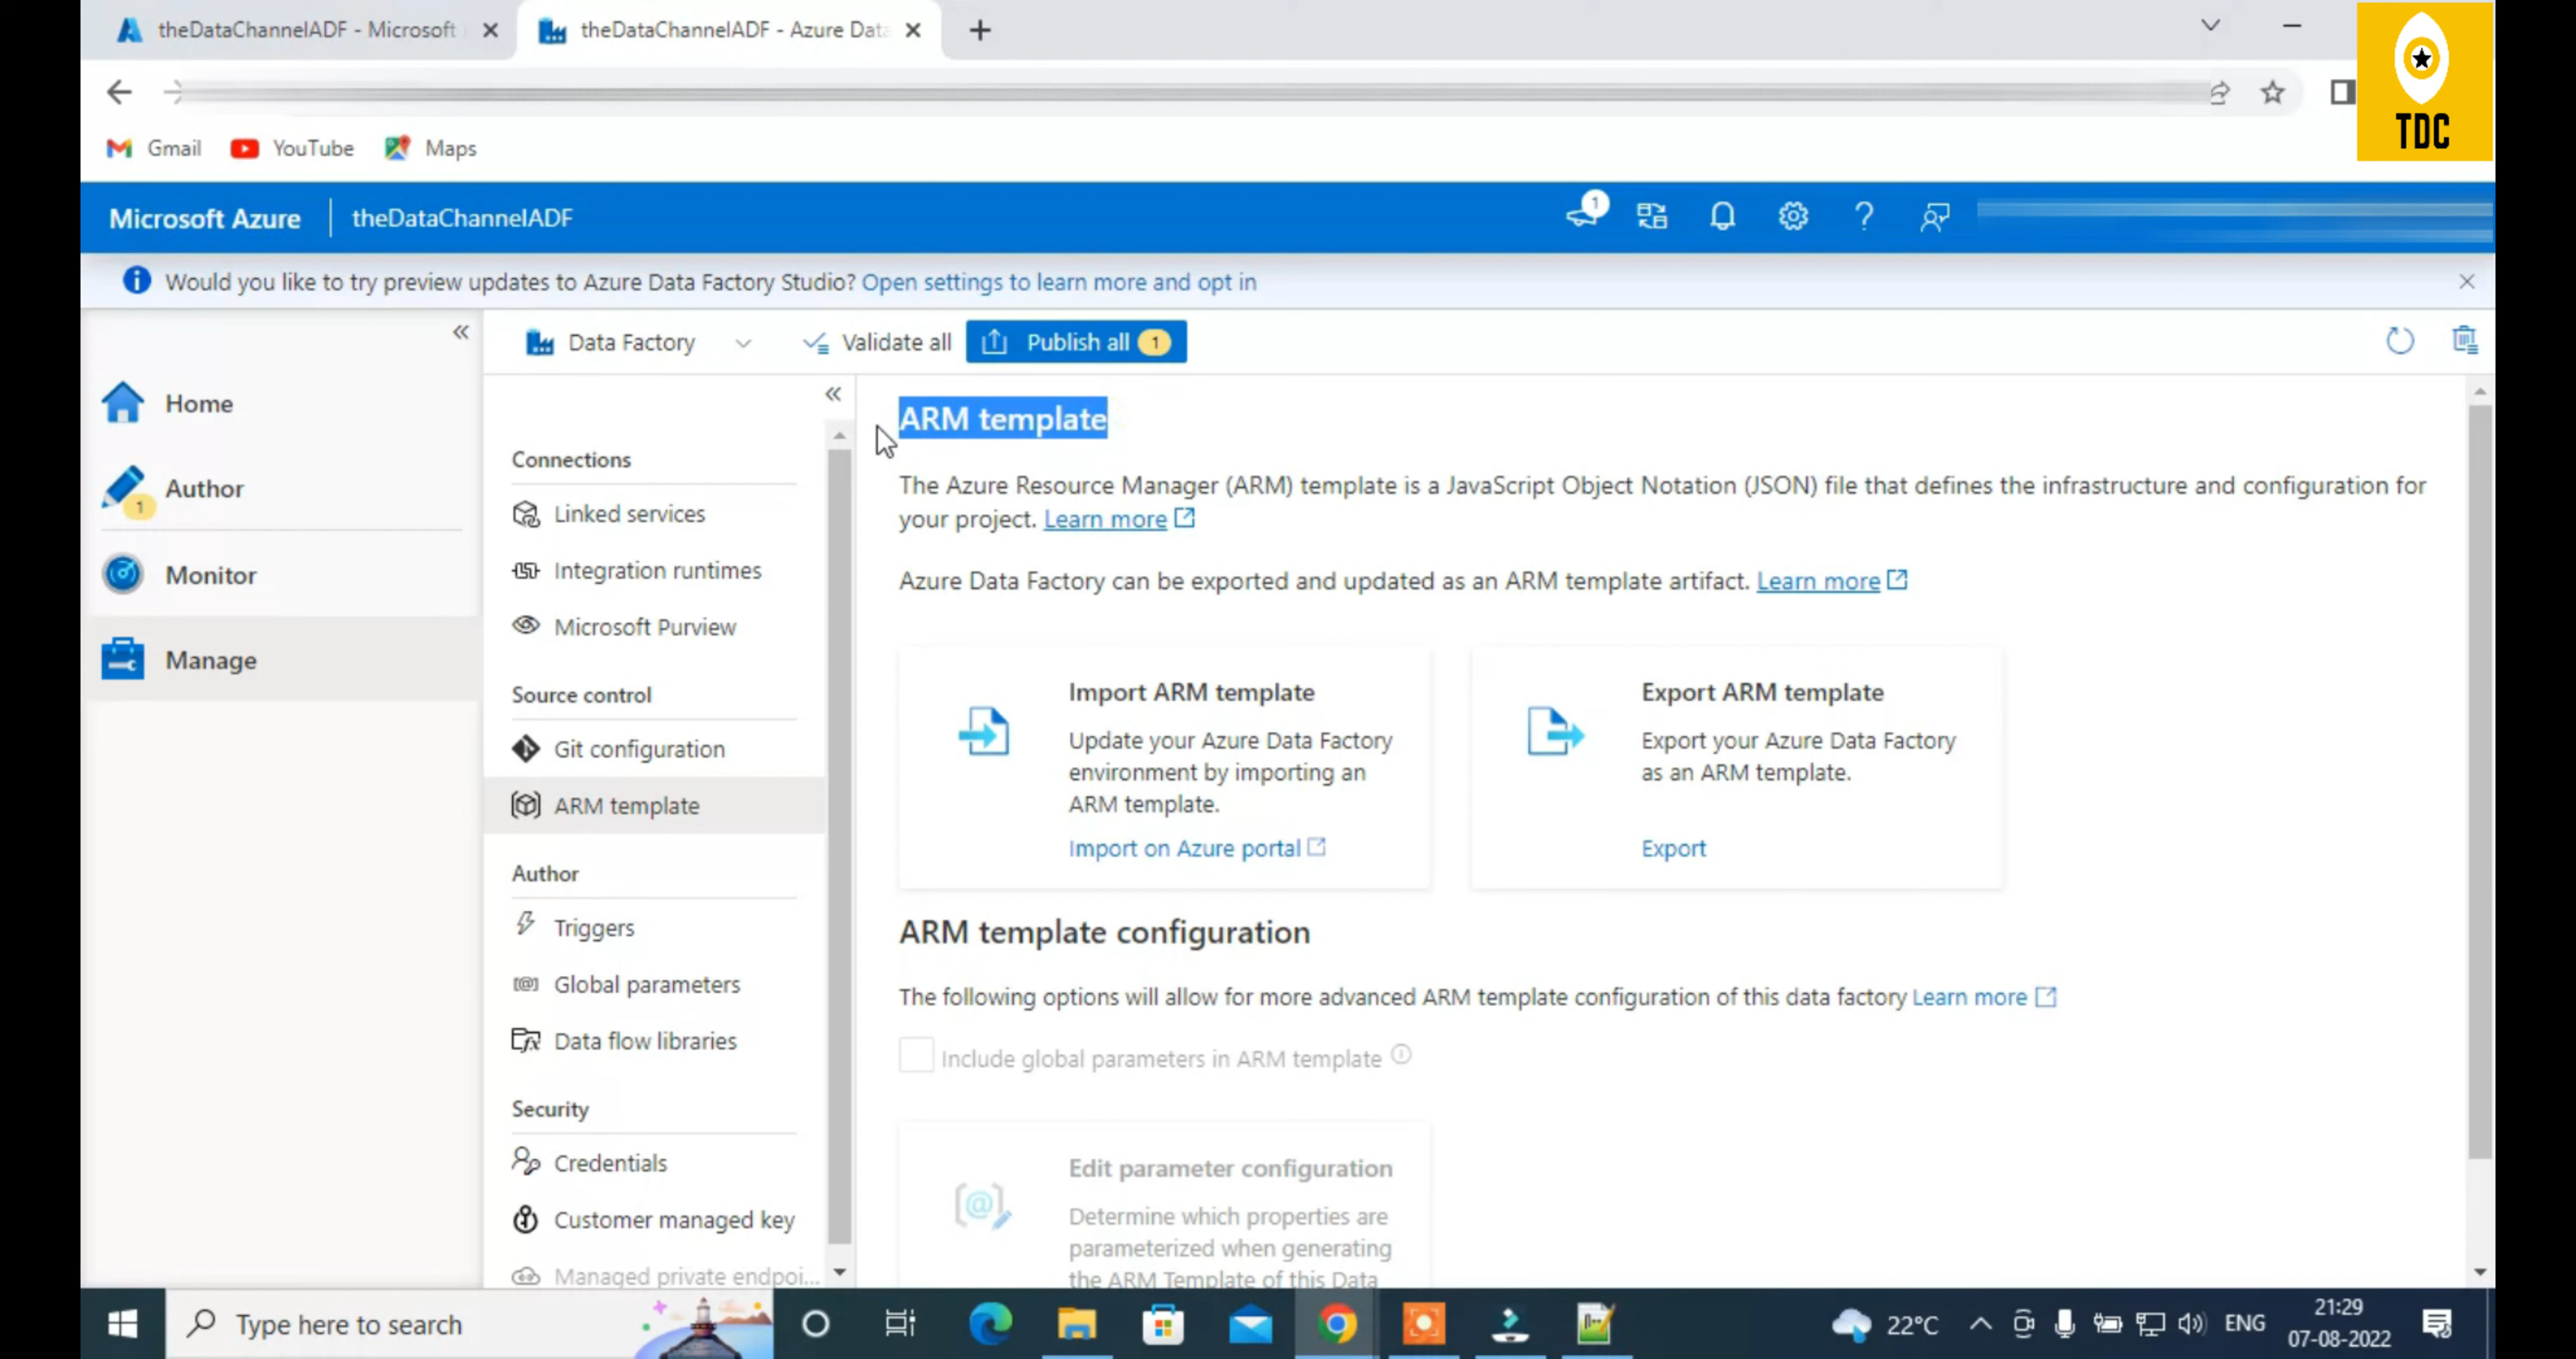 theDataChannelADF - Microsoft
theDataChannelADF - Azure Data
TDC
Gmail
YouTube
Maps
Microsoft Azure
theDataChannelADF
1
Would you like to try preview updates to Azure Data Factory Studio? Open settings to learn more and opt in
Data Factory
Validate all
Publish all 1
Home
Author
1
Monitor
Manage
Connections
Linked services
Integration runtimes
Microsoft Purview
Source control
Git configuration
ARM template
Author
Triggers
Global parameters
Data flow libraries
Security
Credentials
Customer managed key
Managed private endpoi...
ARM template
The Azure Resource Manager (ARM) template is a JavaScript Object Notation (JSON) file that defines the infrastructure and configuration for
your project. Learn more
Azure Data Factory can be exported and updated as an ARM template artifact. Learn more
Import ARM template
Update your Azure Data Factory
environment by importing an
ARM template.
Import on Azure portal
Export ARM template
Export your Azure Data Factory
as an ARM template.
Export
ARM template configuration
The following options will allow for more advanced ARM template configuration of this data factory Learn more
Include global parameters in ARM template
Edit parameter configuration
Determine which properties are
parameterized when generating
the ARM Template of this Data
Type here to search
22°C
ENG
21:29
07-08-2022